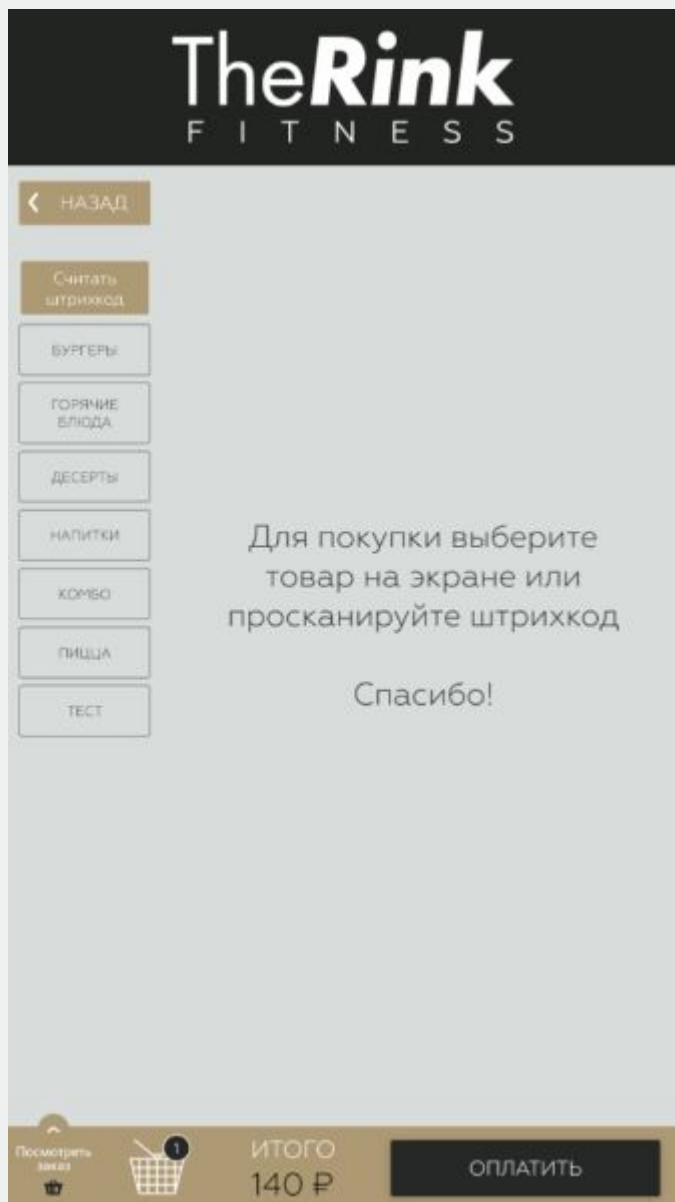 TheRink
FITNESS
НАЗАД
Считать
штрихкод
БУРГЕРЫ
ГОРЯЧИЕ
БЛЮДА
ДЕСЕРТЫ
НАПИТКИ
КОМБО
ПИЦЦА
ТЕСТ
Для покупки выберите
товар на экране или
просканируйте штрихкод
Спасибо!
Посмотреть
заказ
1
ИТОГО
140 ₽
ОПЛАТИТЬ